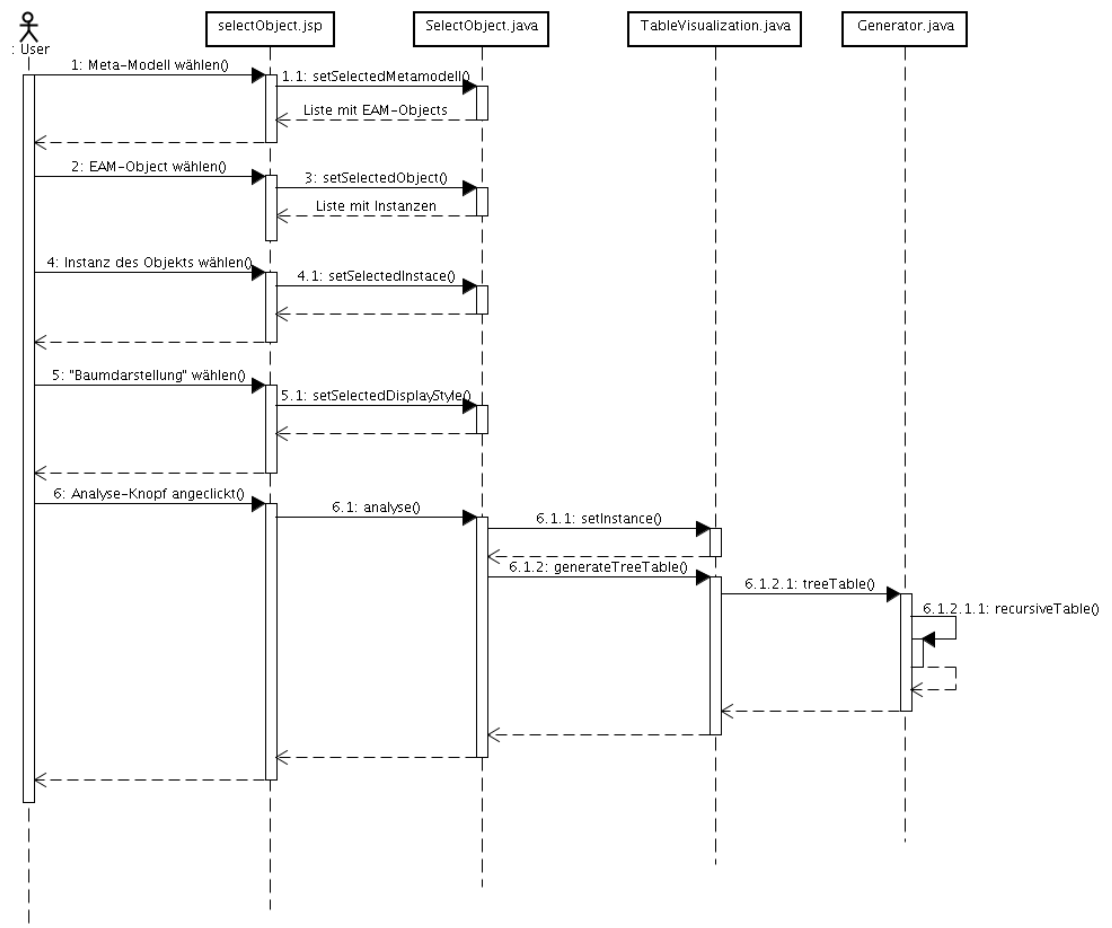 selectObject.jsp
SelectObject.java
TableVisualization.java
Generator.java
: User
1: Meta-Modell wählen()
1.1: setSelectedMetamodell()
Liste mit EAM-Objects
2: EAM-Object wählen()
3: setSelectedObject()
Liste mit Instanzen
4: Instanz des Objekts wählen()
4.1: setSelectedInstace()
5: "Baumdarstellung" wählen()
5.1: setSelectedDisplayStyle()
6: Analyse-Knopf angeclickt()
6.1: analyse()
6.1.1: setInstance()
6.1.2: generateTreeTable()
6.1.2.1: treeTable()
6.1.2.1.1: recursiveTable()